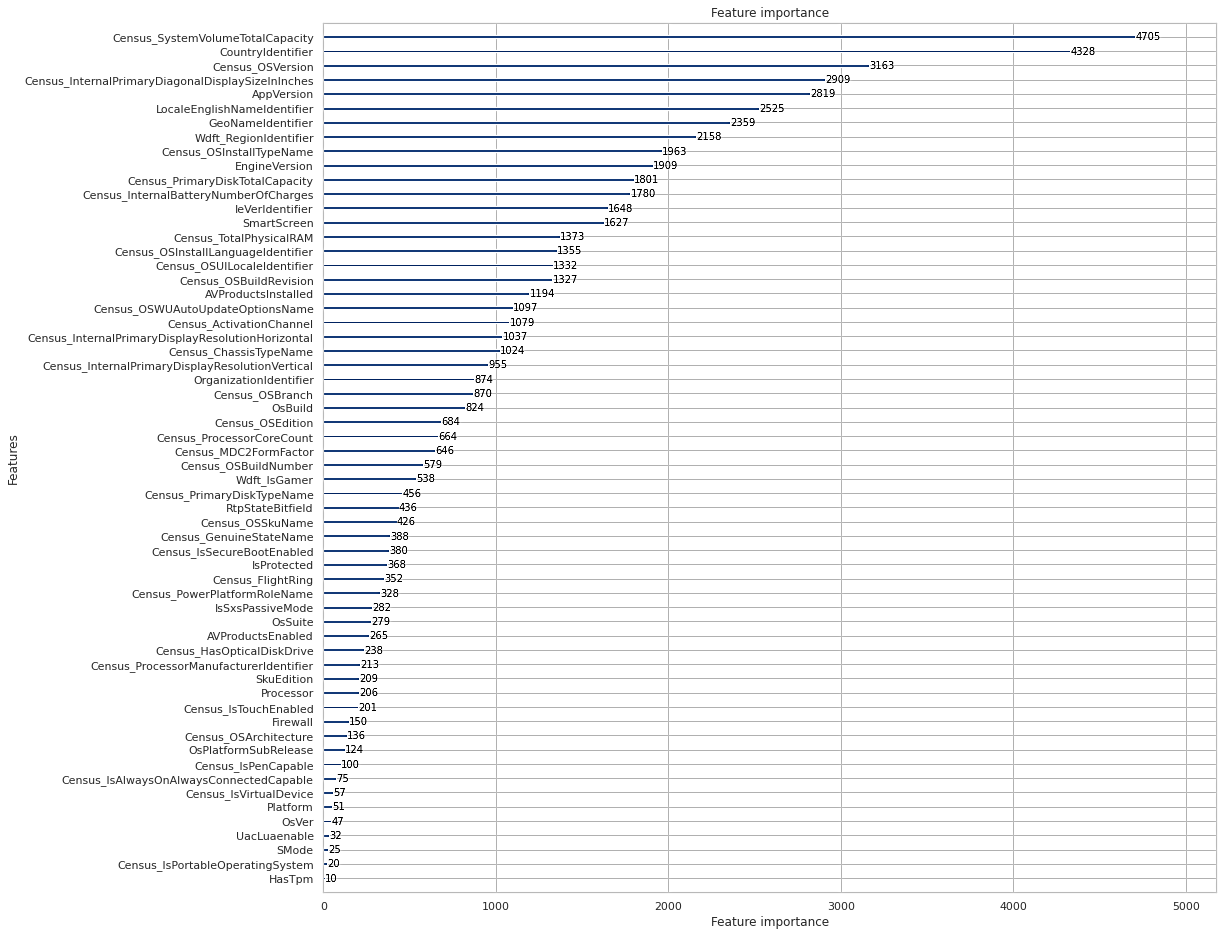 Feature importance
Census_SystemVolumeTotalCapacity 4705
CountryIdentifier 4328
Census_OSVersion 3163
Census_InternalPrimaryDiagonalDisplaySizeInInches 2909
AppVersion 2819
LocaleEnglishNameIdentifier 2525
GeoNameIdentifier 2359
Wdft_RegionIdentifier 2158
Census_OSInstallTypeName 1963
EngineVersion 1909
Census_PrimaryDiskTotalCapacity 1801
Census_InternalBatteryNumberOfCharges 1780
IeVerIdentifier 1648
SmartScreen 1627
Census_TotalPhysicalRAM 1373
Census_OSInstallLanguageIdentifier 1355
Census_OSUILocaleIdentifier 1332
Census_OSBuildRevision 1327
AVProductsInstalled 1194
Census_OSWUAutoUpdateOptionsName 1097
Census_ActivationChannel 1079
Census_InternalPrimaryDisplayResolutionHorizontal 1037
Census_ChassisTypeName 1024
Census_InternalPrimaryDisplayResolutionVertical 955
OrganizationIdentifier 874
Census_OSBranch 870
OsBuild 824
Census_OSEdition 684
Census_ProcessorCoreCount 664
Census_MDC2FormFactor 646
Census_OSBuildNumber 579
Wdft_IsGamer 538
Census_PrimaryDiskTypeName 456
RtpStateBitfield 436
Census_OSSkuName 426
Census_GenuineStateName 388
Census_IsSecureBootEnabled 380
IsProtected 368
Census_FlightRing 352
Census_PowerPlatformRoleName 328
IsSxsPassiveMode 282
OsSuite 279
AVProductsEnabled 265
Census_HasOpticalDiskDrive 238
Census_ProcessorManufacturerIdentifier 213
SkuEdition 209
Processor 206
Census_IsTouchEnabled 201
Firewall 150
Census_OSArchitecture 136
OsPlatformSubRelease 124
Census_IsPenCapable 100
Census_IsAlwaysOnAlwaysConnectedCapable 75
Census_IsVirtualDevice 57
Platform 51
OsVer 47
UacLuaenable 32
SMode 25
Census_IsPortableOperatingSystem 20
HasTpm 10
Features
0 1000 2000 3000 4000 5000
Feature importance